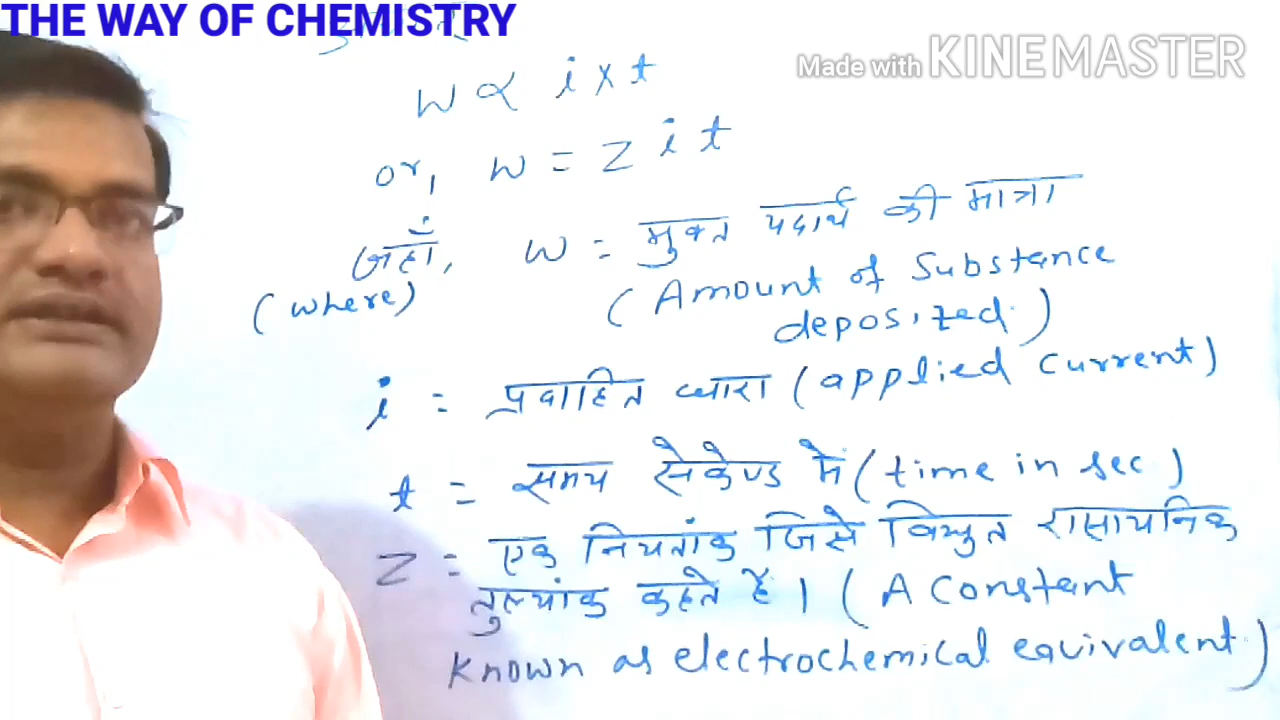 THE WAY OF CHEMISTRY
Made with KINEMASTER
W ∝ i × t
or, W = Z i t
जहाँ, W = मुक्त पदार्थ की मात्रा
(where) (Amount of Substance
deposited.)
i = प्रवाहित धारा (applied current)
t = समय सेकेण्ड में (time in sec)
Z = एक नियतांक जिसे विद्युत रासायनिक
तुल्यांक कहते हैं। (A Constant
known as electrochemical equivalent.)